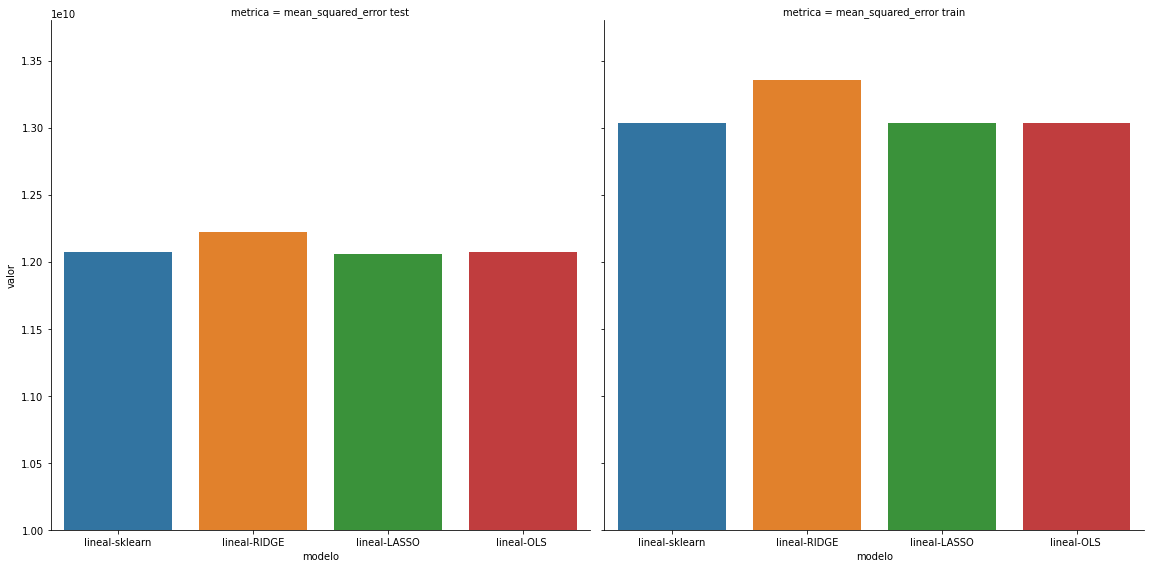 1e10
metrica = mean_squared_error test
metrica = mean_squared_error train
valor
1.35
1.30
1.25
1.20
1.15
1.10
1.05
1.00
lineal-sklearn lineal-RIDGE lineal-LASSO lineal-OLS
modelo
lineal-sklearn lineal-RIDGE lineal-LASSO lineal-OLS
modelo